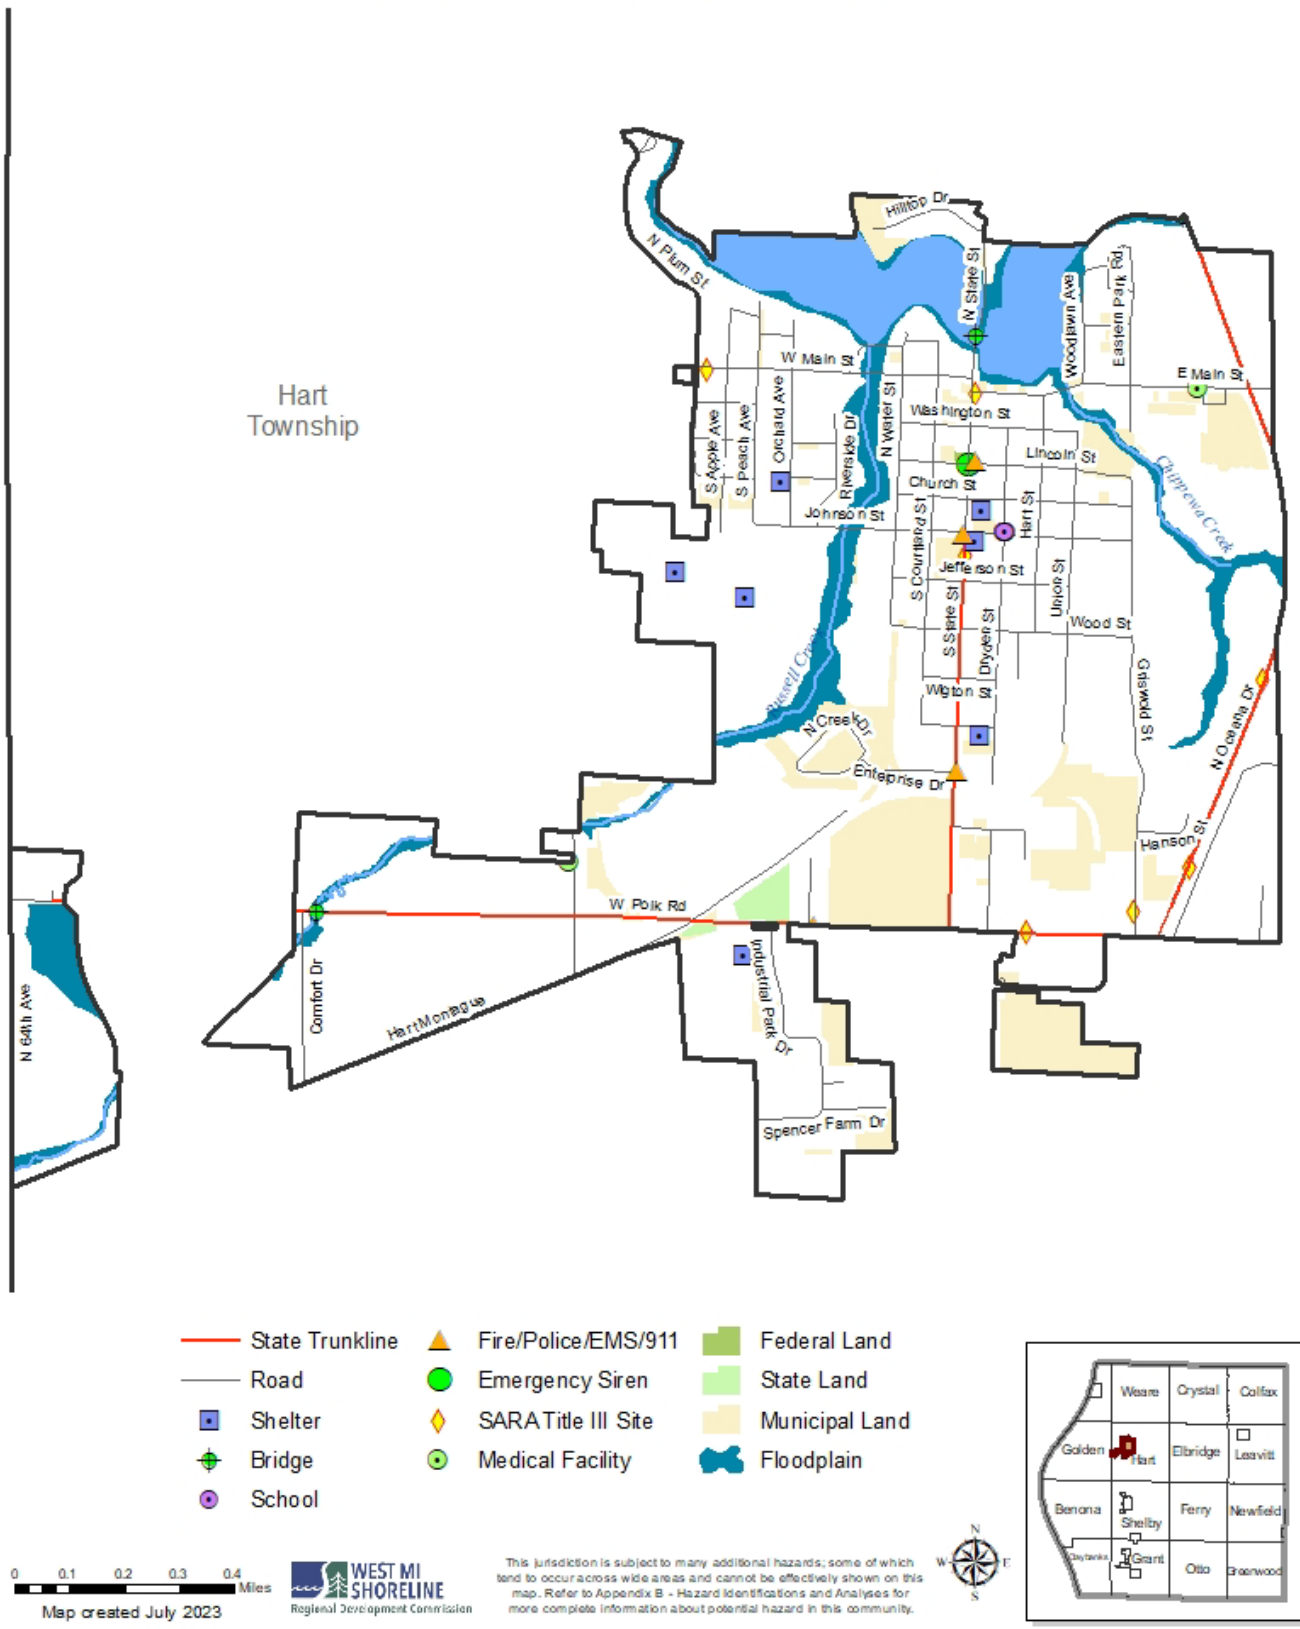 Hilltop Dr
N Plum St
N State St
Woodlawn Ave
Eastern Park Rd
W Main St
E Main St
Hart
Township
Orchard Ave
N Water St
Washington St
S Apple Ave
S Peach Ave
Riverside Dr
Lincoln St
Chippewa Creek
Church St
Johnson St
S Courtland St
Hart St
Jefferson St
Union St
S State St
Dryden St
Wood St
Russell Creek
Wigton St
Griswold St
N Oceana Dr
N Creek Dr
Enteprise Dr
Hanson St
W Polk Rd
Industrial Park Dr
N 64th Ave
Comfort Dr
Hart Montague
Spencer Farm Dr
State Trunkline
Road
Shelter
Bridge
School
Fire/Police/EMS/911
Emergency Siren
SARA Title III Site
Medical Facility
Federal Land
State Land
Municipal Land
Floodplain
Weare
Crystal
Colfax
Golden
Hart
Elbridge
Leavitt
Benona
Shelby
Ferry
Newfield
Claybanks
Grant
Otto
Greenwood
0 0.1 0.2 0.3 0.4
Miles
Map created July 2023
WEST MI
SHORELINE
Regional Development Commission
This jurisdiction is subject to many additional hazards; some of which
tend to occur across wide areas and cannot be effectively shown on this
map. Refer to Appendix B - Hazard Identifications and Analyses for
more complete information about potential hazard in this community.
N
W
E
S